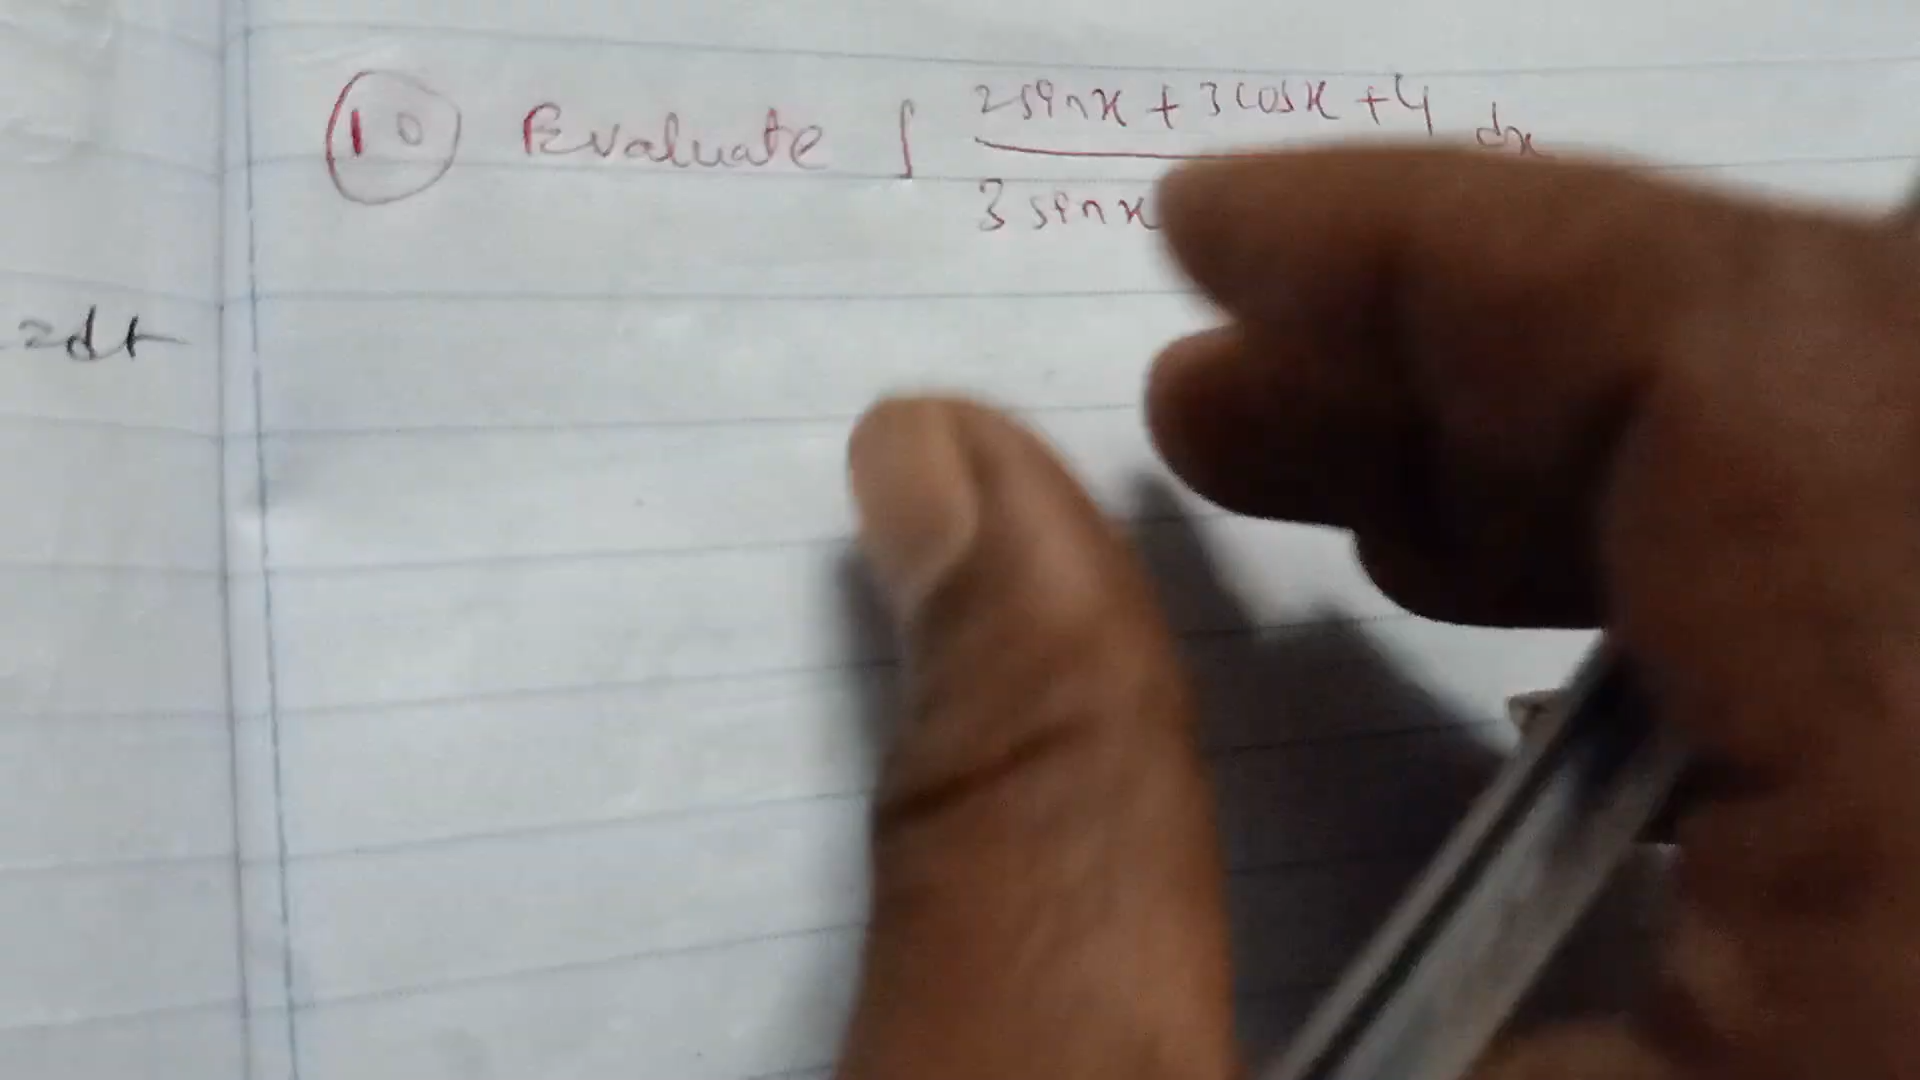 10 Evaluate ∫ 2sinx + 3cosx + 4 dx
3 sinx
=dt